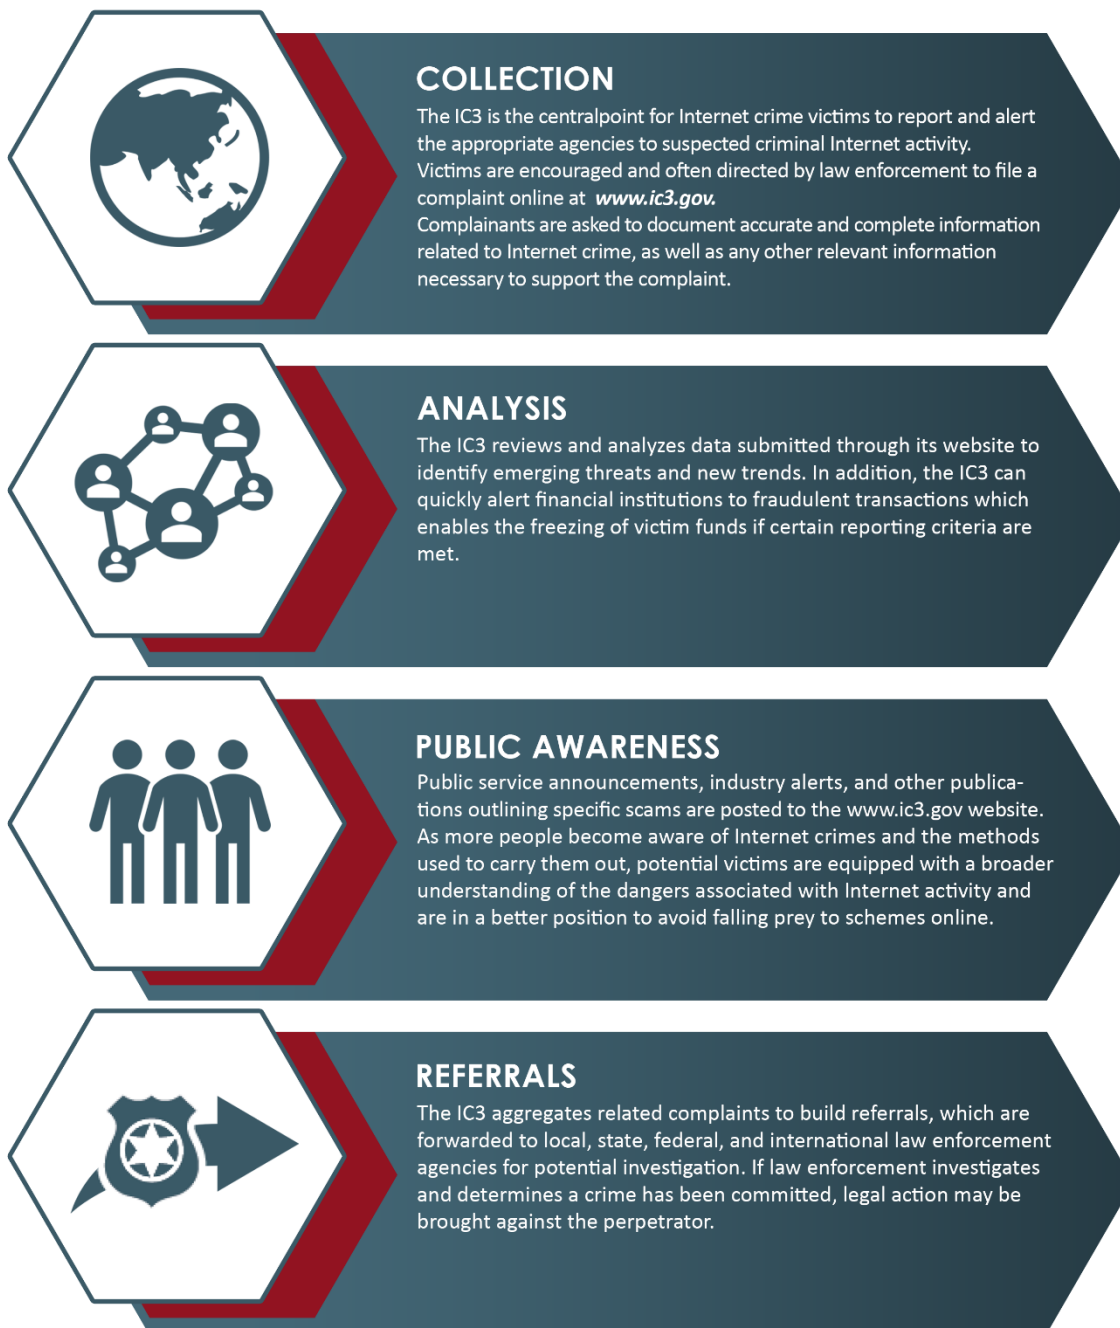 COLLECTION
The IC3 is the centralpoint for Internet crime victims to report and alert
the appropriate agencies to suspected criminal Internet activity.
Victims are encouraged and often directed by law enforcement to file a
complaint online at www.ic3.gov.
Complainants are asked to document accurate and complete information
related to Internet crime, as well as any other relevant information
necessary to support the complaint.
ANALYSIS
The IC3 reviews and analyzes data submitted through its website to
identify emerging threats and new trends. In addition, the IC3 can
quickly alert financial institutions to fraudulent transactions which
enables the freezing of victim funds if certain reporting criteria are
met.
PUBLIC AWARENESS
Public service announcements, industry alerts, and other publica-
tions outlining specific scams are posted to the www.ic3.gov website.
As more people become aware of Internet crimes and the methods
used to carry them out, potential victims are equipped with a broader
understanding of the dangers associated with Internet activity and
are in a better position to avoid falling prey to schemes online.
REFERRALS
The IC3 aggregates related complaints to build referrals, which are
forwarded to local, state, federal, and international law enforcement
agencies for potential investigation. If law enforcement investigates
and determines a crime has been committed, legal action may be
brought against the perpetrator.